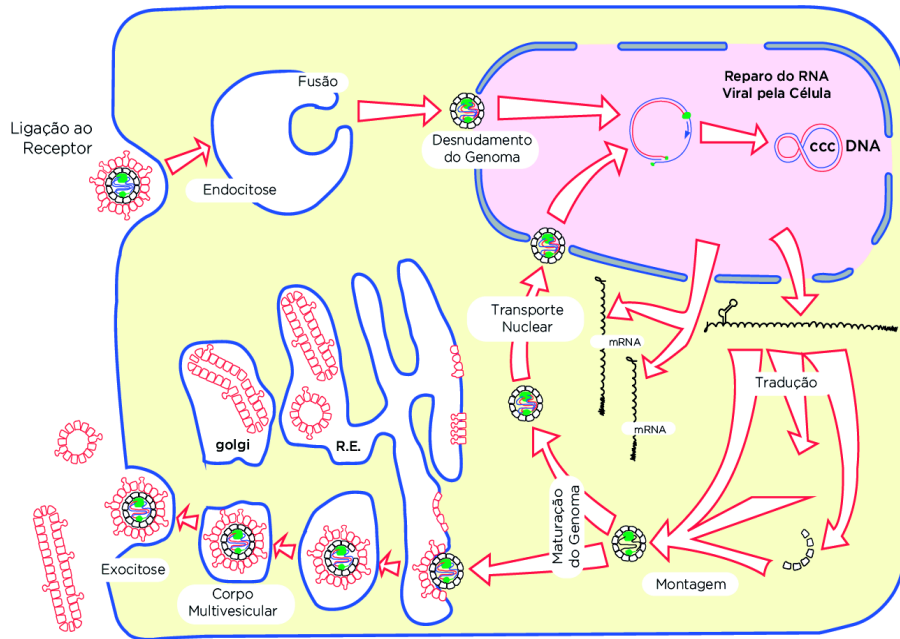 Fusão
Reparo do RNA
Viral pela Célula
Ligação ao
Receptor
Desnudamento
do Genoma
ccc DNA
Endocitose
Transporte
Nuclear
mRNA
Tradução
mRNA
golgi
R.E.
Maturação
do Genoma
Exocitose
Corpo
Multivesicular
Montagem